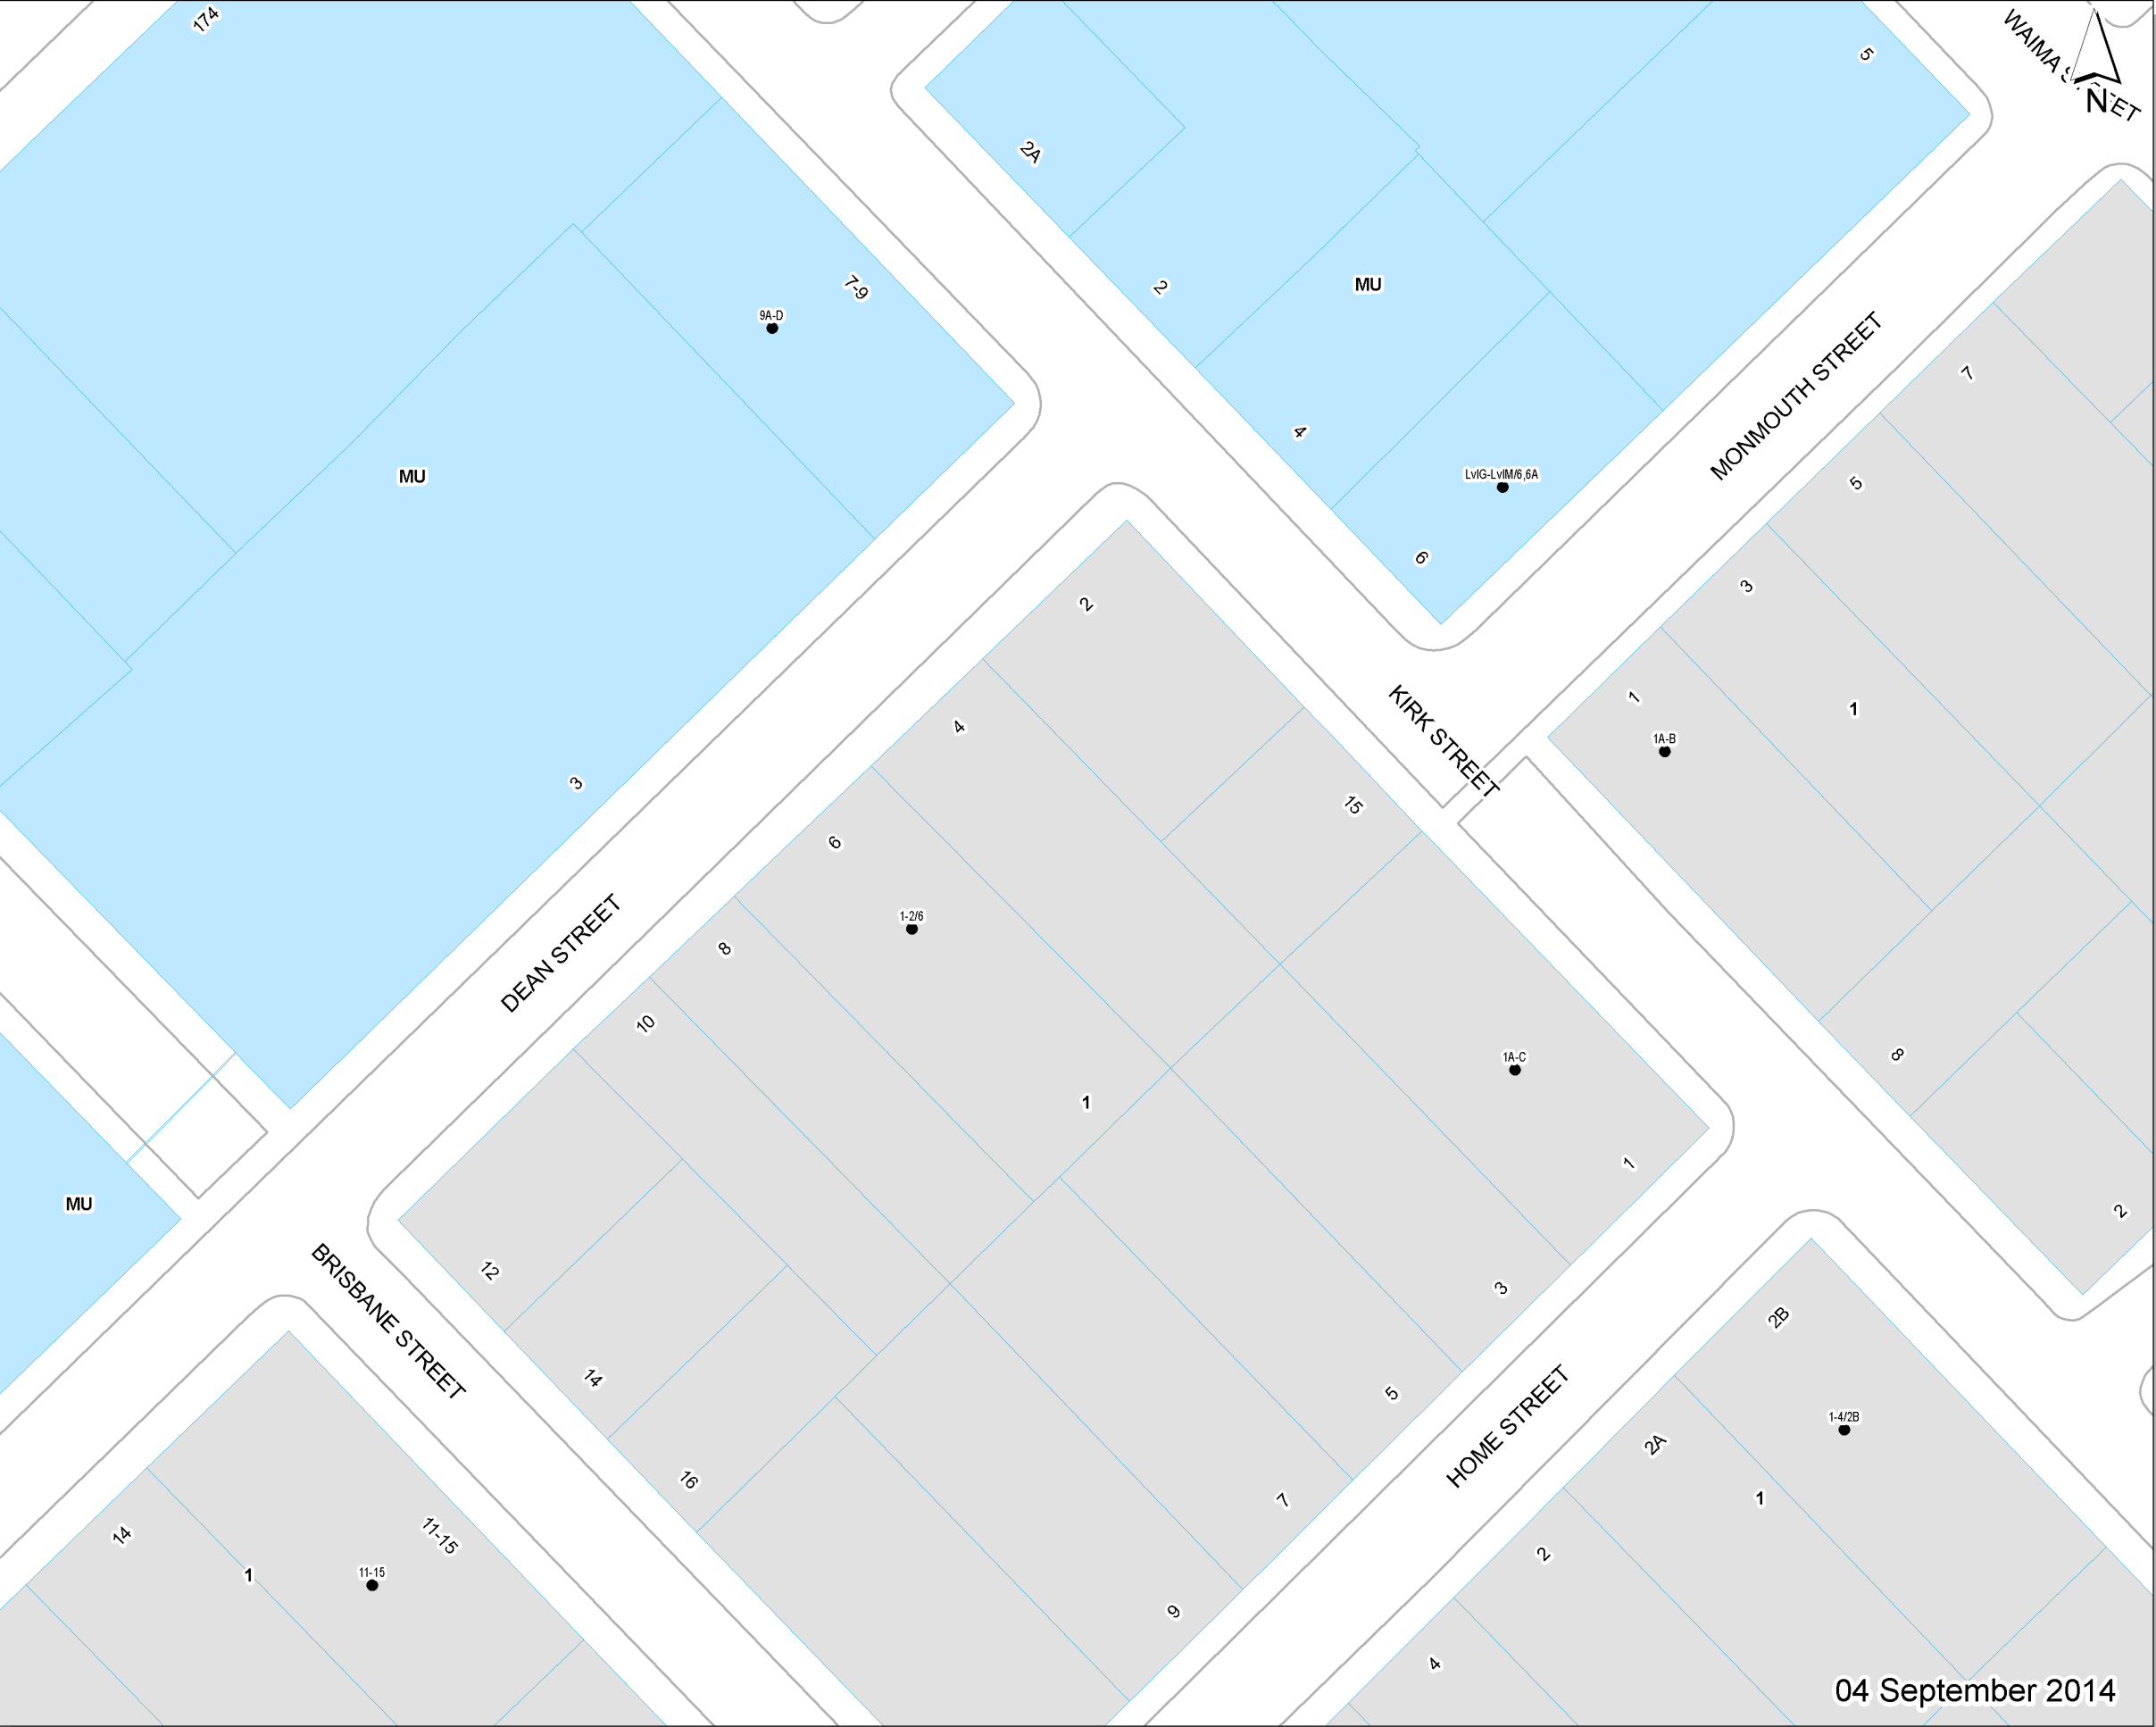 174
5
WAIMA
N
2A
7-9
2
MU
9A-D
MONMOUTH STREET
7
4
MU
LvlG-LvlM/6,6A
5
6
3
2
KIRK STREET
1
1
4
1A-B
3
15
6
1-2/6
DEAN STREET
8
10
8
1A-C
1
1
MU
2
12
BRISBANE STREET
3
2B
14
5
HOME STREET
1-4/2B
2A
16
7
1
14
11-15
2
1
11-15
9
4
04 September 2014